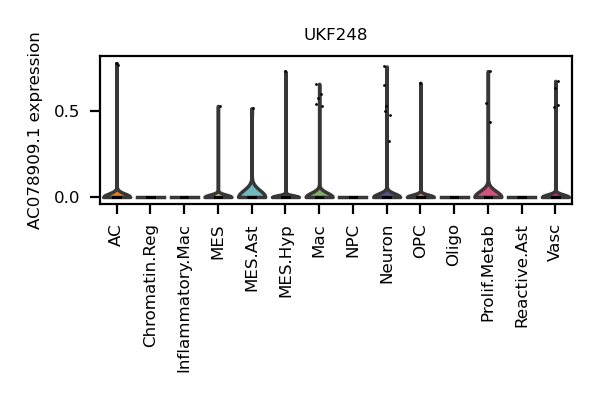 UKF248
AC078909.1 expression
0.5
0.0
AC
Chromatin.Reg
Inflammatory.Mac
MES
MES.Ast
MES.Hyp
Mac
NPC
Neuron
OPC
Oligo
Prolif.Metab
Reactive.Ast
Vasc